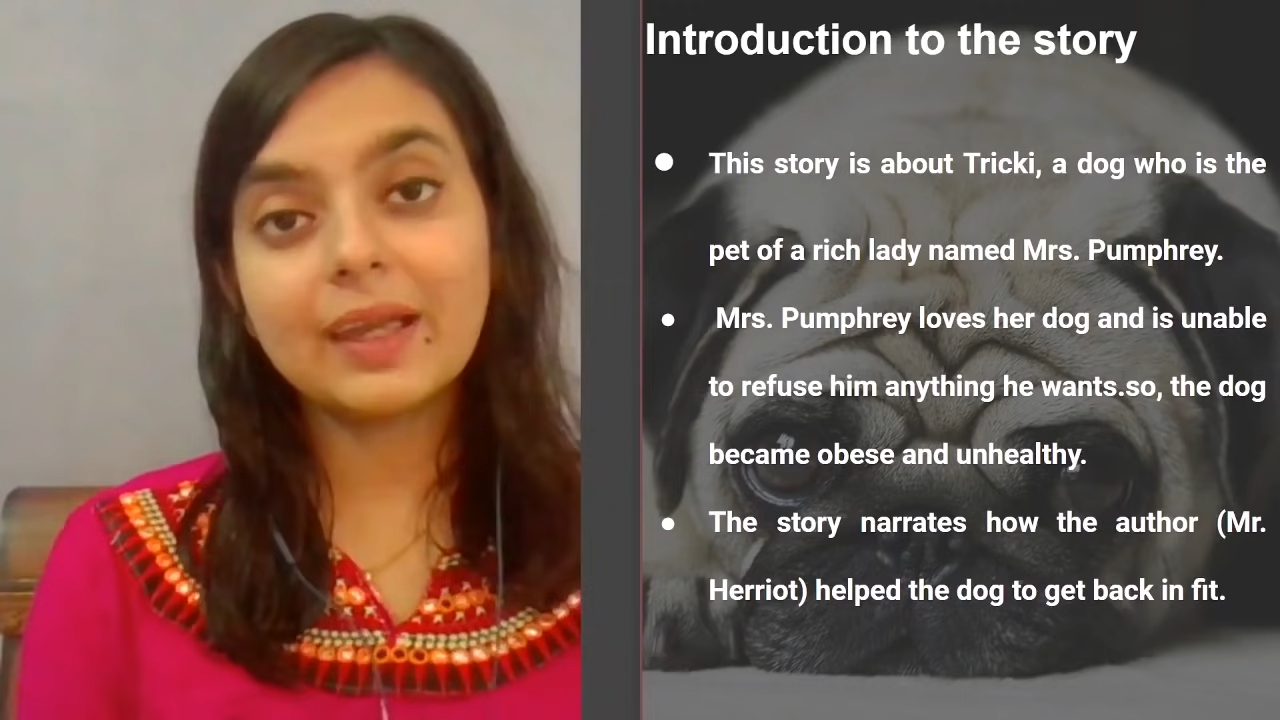 Introduction to the story
● This story is about Tricki, a dog who is the
pet of a rich lady named Mrs. Pumphrey.
● Mrs. Pumphrey loves her dog and is unable
to refuse him anything he wants.so, the dog
became obese and unhealthy.
● The story narrates how the author (Mr.
Herriot) helped the dog to get back in fit.